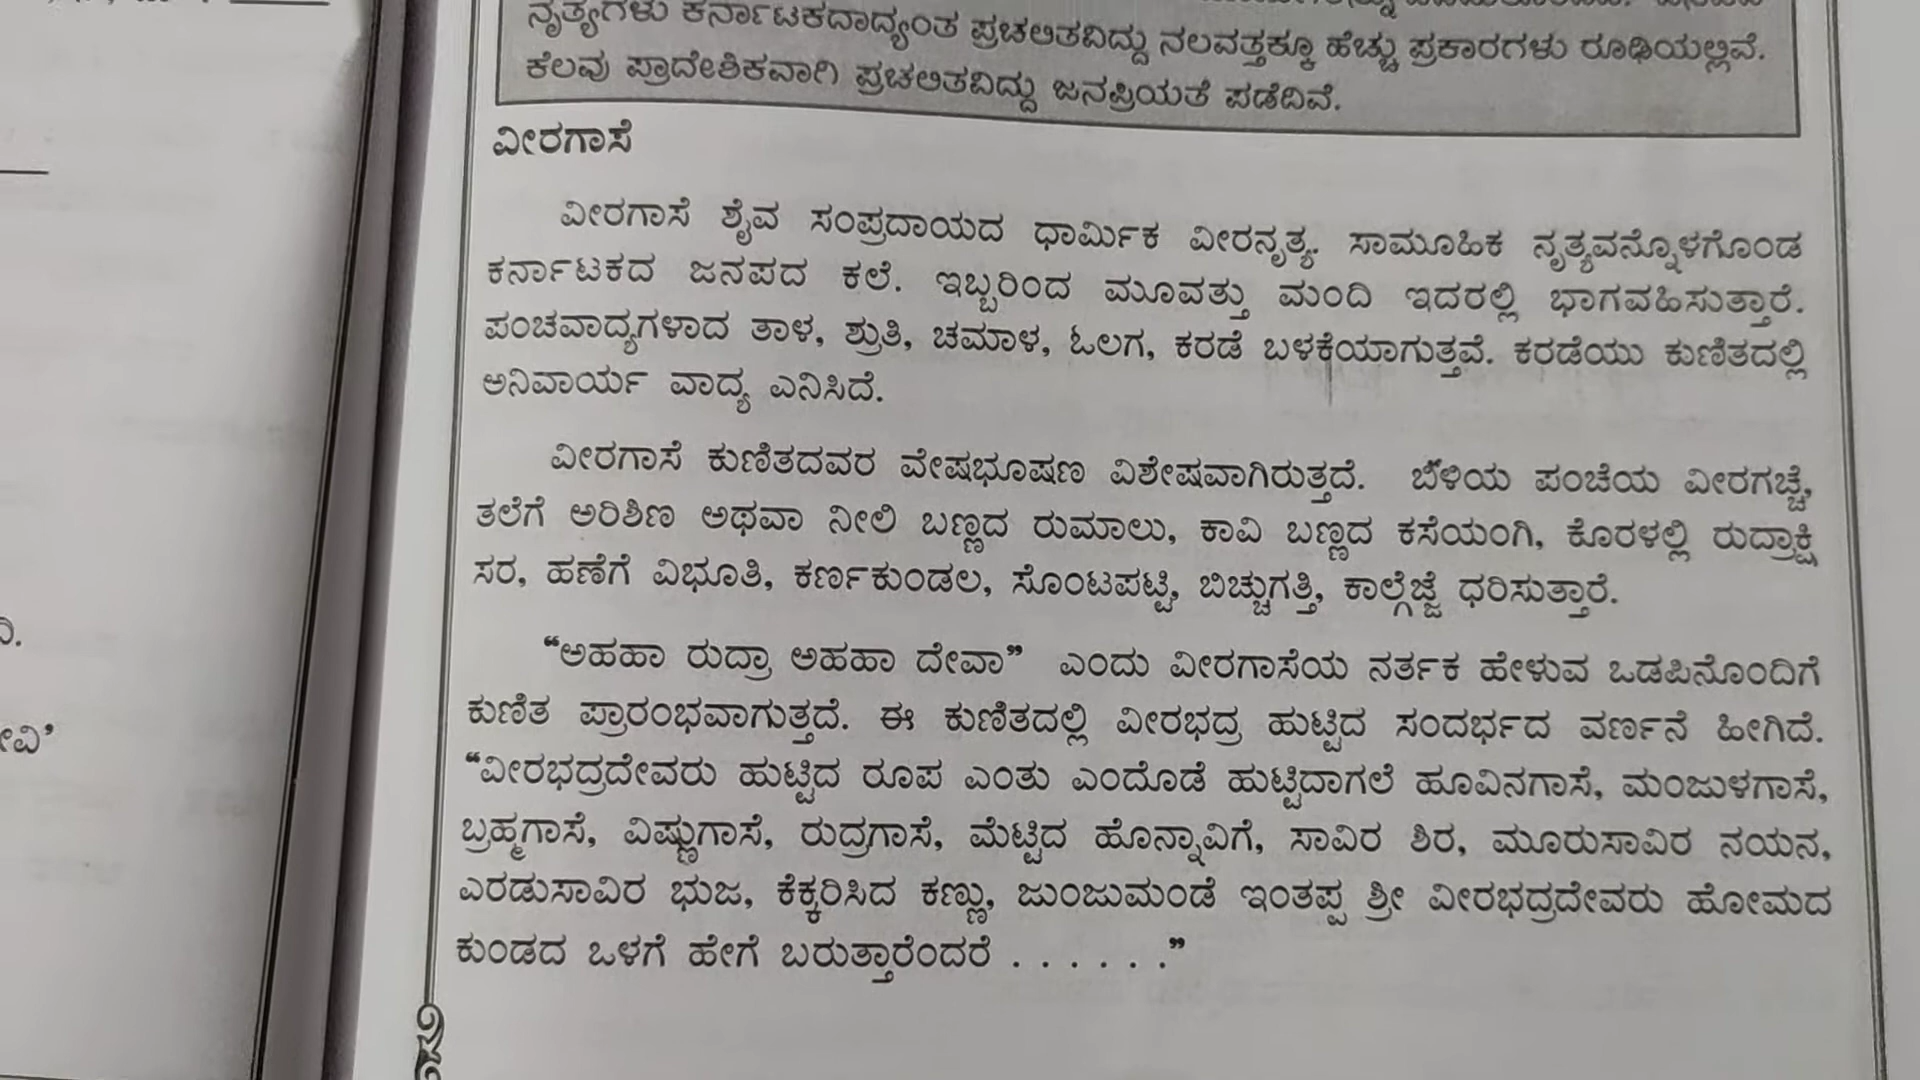 ನೃತ್ಯಗಳು ಕರ್ನಾಟಕದಾದ್ಯಂತ ಪ್ರಚಲಿತವಿದ್ದು ನಲವತ್ತಕ್ಕೂ ಹೆಚ್ಚು ಪ್ರಕಾರಗಳು ರೂಢಿಯಲ್ಲಿವೆ.
ಕೆಲವು ಪ್ರಾದೇಶಿಕವಾಗಿ ಪ್ರಚಲಿತವಿದ್ದು ಜನಪ್ರಿಯತೆ ಪಡೆದಿವೆ.
ವೀರಗಾಸೆ
ವೀರಗಾಸೆ ಶೈವ ಸಂಪ್ರದಾಯದ ಧಾರ್ಮಿಕ ವೀರನೃತ್ಯ. ಸಾಮೂಹಿಕ ನೃತ್ಯವನ್ನೊಳಗೊಂಡ
ಕರ್ನಾಟಕದ ಜನಪದ ಕಲೆ. ಇಬ್ಬರಿಂದ ಮೂವತ್ತು ಮಂದಿ ಇದರಲ್ಲಿ ಭಾಗವಹಿಸುತ್ತಾರೆ.
ಪಂಚವಾದ್ಯಗಳಾದ ತಾಳ, ಶ್ರುತಿ, ಚಮಾಳ, ಓಲಗ, ಕರಡೆ ಬಳಕೆಯಾಗುತ್ತವೆ. ಕರಡೆಯು ಕುಣಿತದಲ್ಲಿ
ಅನಿವಾರ್ಯ ವಾದ್ಯ ಎನಿಸಿದೆ.
ವೀರಗಾಸೆ ಕುಣಿತದವರ ವೇಷಭೂಷಣ ವಿಶೇಷವಾಗಿರುತ್ತದೆ. ಬಿಳಿಯ ಪಂಚೆಯ ವೀರಗಚ್ಚೆ,
ತಲೆಗೆ ಅರಿಶಿಣ ಅಥವಾ ನೀಲಿ ಬಣ್ಣದ ರುಮಾಲು, ಕಾವಿ ಬಣ್ಣದ ಕಸೆಯಂಗಿ, ಕೊರಳಲ್ಲಿ ರುದ್ರಾಕ್ಷಿ
ಸರ, ಹಣೆಗೆ ವಿಭೂತಿ, ಕರ್ಣಕುಂಡಲ, ಸೊಂಟಪಟ್ಟಿ, ಬಿಚ್ಚುಗತ್ತಿ, ಕಾಲ್ಗೆಜ್ಜೆ ಧರಿಸುತ್ತಾರೆ.
“ಅಹಹಾ ರುದ್ರಾ ಅಹಹಾ ದೇವಾ” ಎಂದು ವೀರಗಾಸೆಯ ನರ್ತಕ ಹೇಳುವ ಒಡಪಿನೊಂದಿಗೆ
ಕುಣಿತ ಪ್ರಾರಂಭವಾಗುತ್ತದೆ. ಈ ಕುಣಿತದಲ್ಲಿ ವೀರಭದ್ರ ಹುಟ್ಟಿದ ಸಂದರ್ಭದ ವರ್ಣನೆ ಹೀಗಿದೆ.
“ವೀರಭದ್ರದೇವರು ಹುಟ್ಟಿದ ರೂಪ ಎಂತು ಎಂದೊಡೆ ಹುಟ್ಟಿದಾಗಲೆ ಹೂವಿನಗಾಸೆ, ಮಂಜುಳಗಾಸೆ,
ಬ್ರಹ್ಮಗಾಸೆ, ವಿಷ್ಣುಗಾಸೆ, ರುದ್ರಗಾಸೆ, ಮೆಟ್ಟಿದ ಹೊನ್ನಾವಿಗೆ, ಸಾವಿರ ಶಿರ, ಮೂರುಸಾವಿರ ನಯನ,
ಎರಡುಸಾವಿರ ಭುಜ, ಕೆಕ್ಕರಿಸಿದ ಕಣ್ಣು, ಜುಂಜುಮಂಡೆ ಇಂತಪ್ಪ ಶ್ರೀ ವೀರಭದ್ರದೇವರು ಹೋಮದ
ಕುಂಡದ ಒಳಗೆ ಹೇಗೆ ಬರುತ್ತಾರೆಂದರೆ . . . . . .”